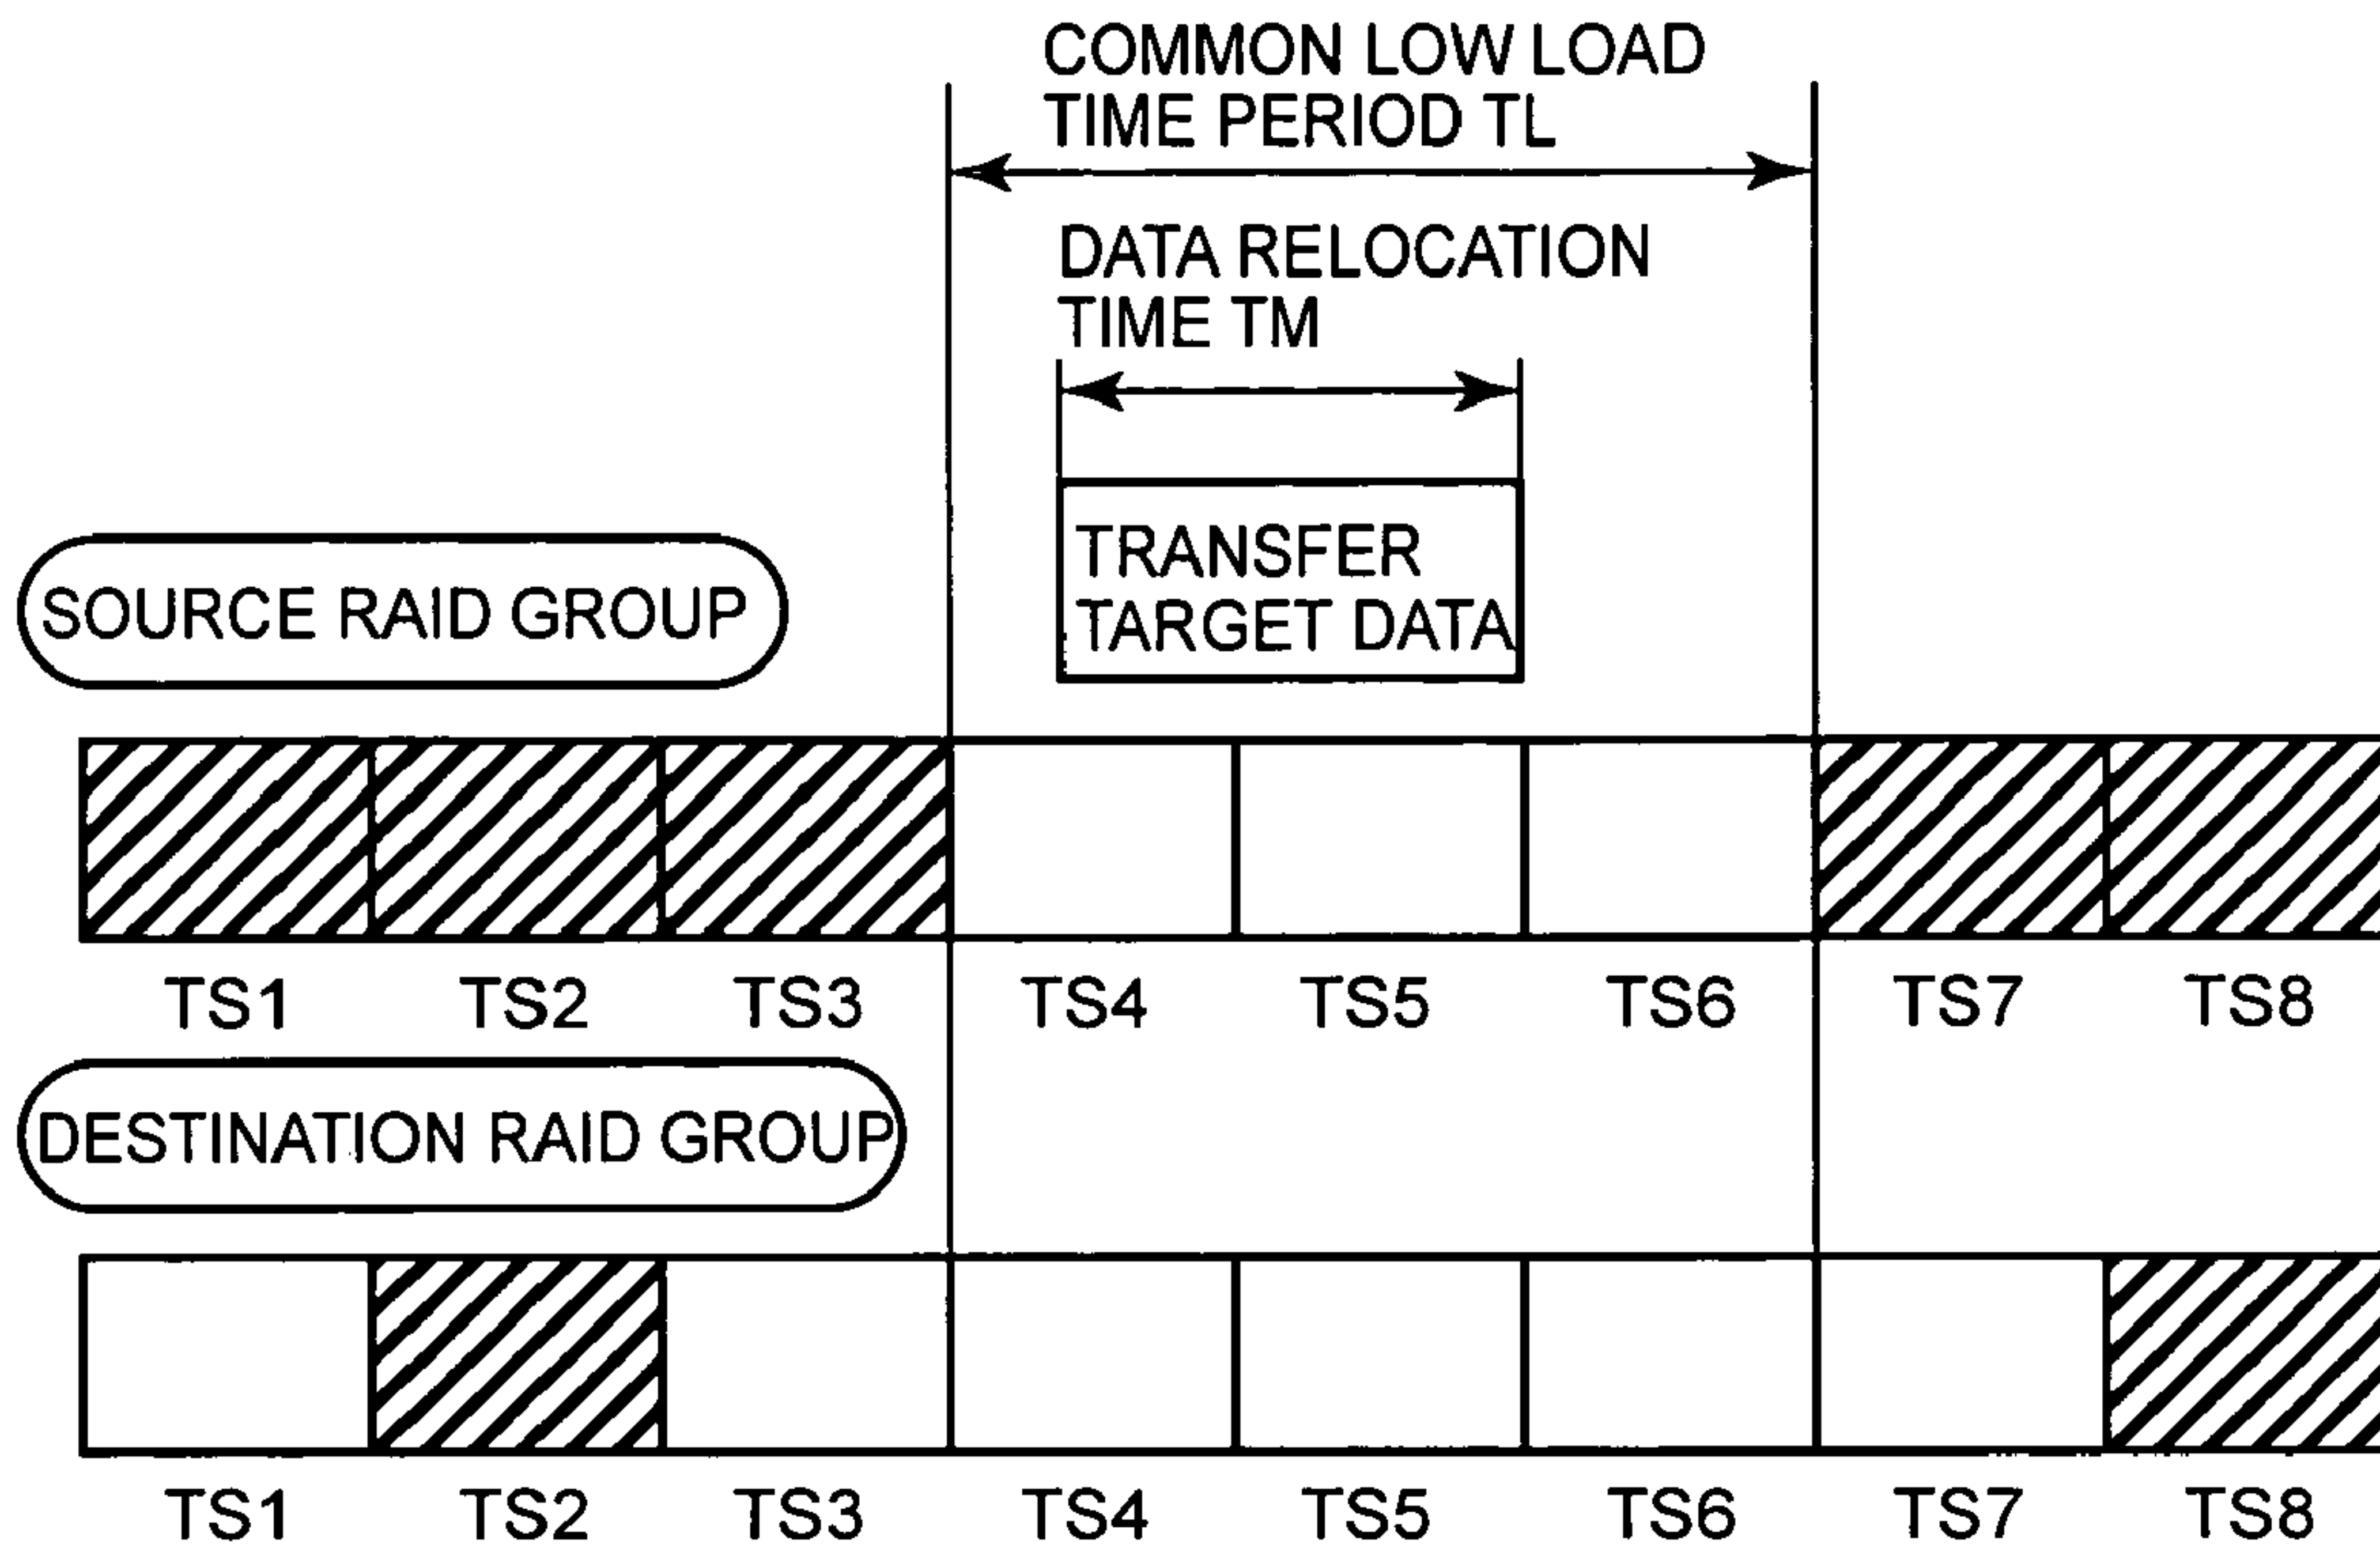 COMMON LOW LOAD
TIME PERIOD TL
DATA RELOCATION
TIME TM
TRANSFER
TARGET DATA
SOURCE RAID GROUP
TS1 TS2 TS3 TS4 TS5 TS6 TS7 TS8
DESTINATION RAID GROUP
TS1 TS2 TS3 TS4 TS5 TS6 TS7 TS8